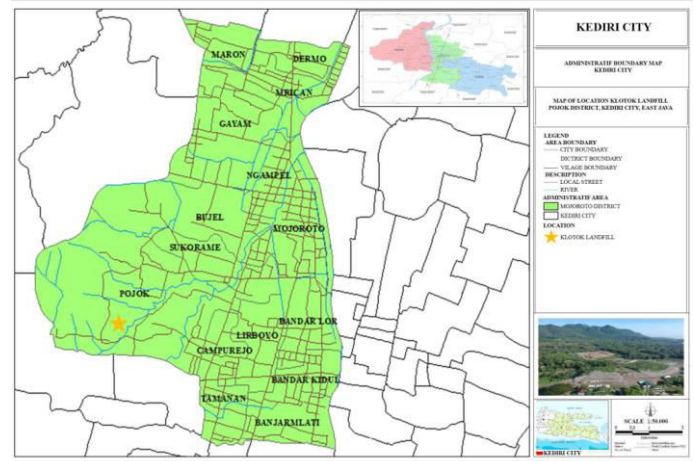 MARON
DERMO
MRICAN
GAYAM
NGAMPEL
BUJEL
MOJOROTO
SUKORAME
POJOK
BANDAR LOR
LIRBOYO
CAMPUREJO
BANDAR KIDUL
TAMANAN
BANJARMLATI
KEDIRI CITY
ADMINISTRATIF BOUNDARY MAP
KEDIRI CITY
MAP OF LOCATION KLOTOK LANDFILL
POJOK DISTRICT, KEDIRI CITY, EAST JAVA
LEGEND
AREA BOUNDARY
CITY BOUNDARY
DICTRICT BOUNDARY
VILAGE BOUNDARY
DESCRIPTION
LOCAL STREET
RIVER
ADMINISTRATIF AREA
MOJOROTO DISTRICT
KEDIRI CITY
LOCATION
KLOTOK LANDFILL
KEDIRI CITY
SCALE 1:50.000